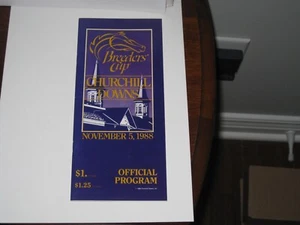 Breeders'
Cup
CHURCHILL
DOWNS
NOVEMBER 5, 1988
$1.
$1.25
OFFICIAL
PROGRAM